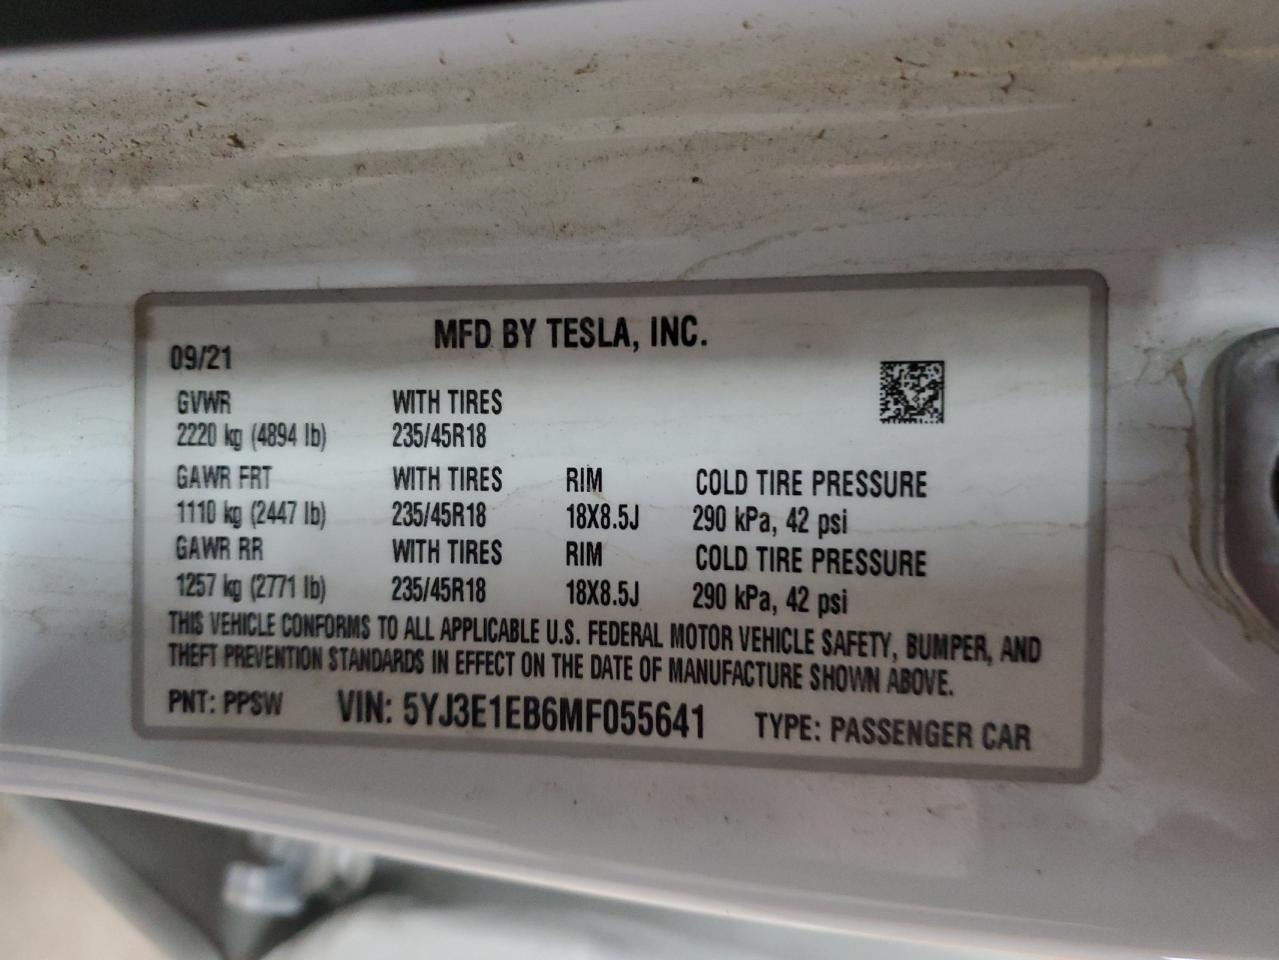 MFD BY TESLA, INC.
09/21
GVWR WITH TIRES
2220 kg (4894 lb) 235/45R18
GAWR FRT WITH TIRES RIM COLD TIRE PRESSURE
1110 kg (2447 lb) 235/45R18 18X8.5J 290 kPa, 42 psi
GAWR RR WITH TIRES RIM COLD TIRE PRESSURE
1257 kg (2771 lb) 235/45R18 18X8.5J 290 kPa, 42 psi
THIS VEHICLE CONFORMS TO ALL APPLICABLE U.S. FEDERAL MOTOR VEHICLE SAFETY, BUMPER, AND
THEFT PREVENTION STANDARDS IN EFFECT ON THE DATE OF MANUFACTURE SHOWN ABOVE.
PNT: PPSW VIN: 5YJ3E1EB6MF055641 TYPE: PASSENGER CAR